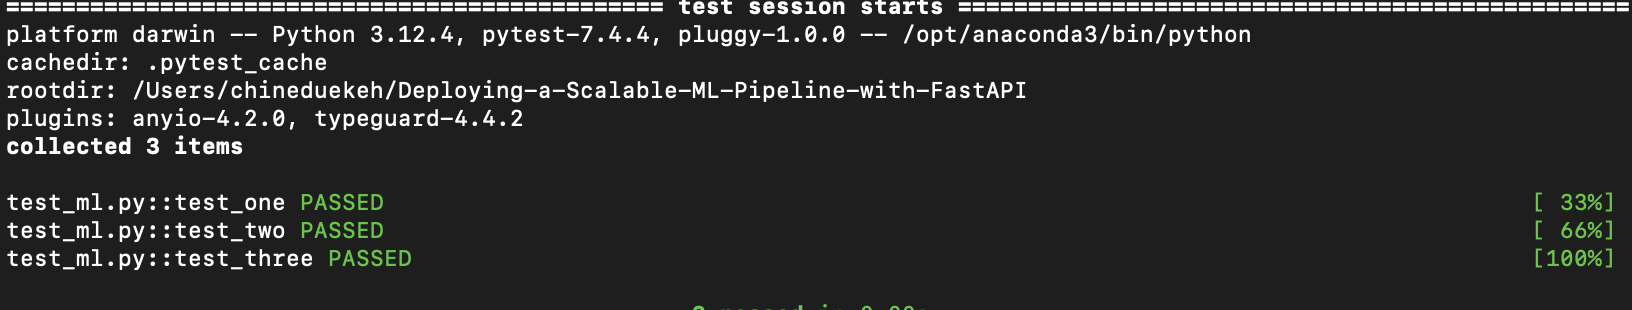 ============================================== test session starts ===============================================
platform darwin -- Python 3.12.4, pytest-7.4.4, pluggy-1.0.0 -- /opt/anaconda3/bin/python
cachedir: .pytest_cache
rootdir: /Users/chineduekeh/Deploying-a-Scalable-ML-Pipeline-with-FastAPI
plugins: anyio-4.2.0, typeguard-4.4.2
collected 3 items
test_ml.py::test_one PASSED [ 33%]
test_ml.py::test_two PASSED [ 66%]
test_ml.py::test_three PASSED [100%]